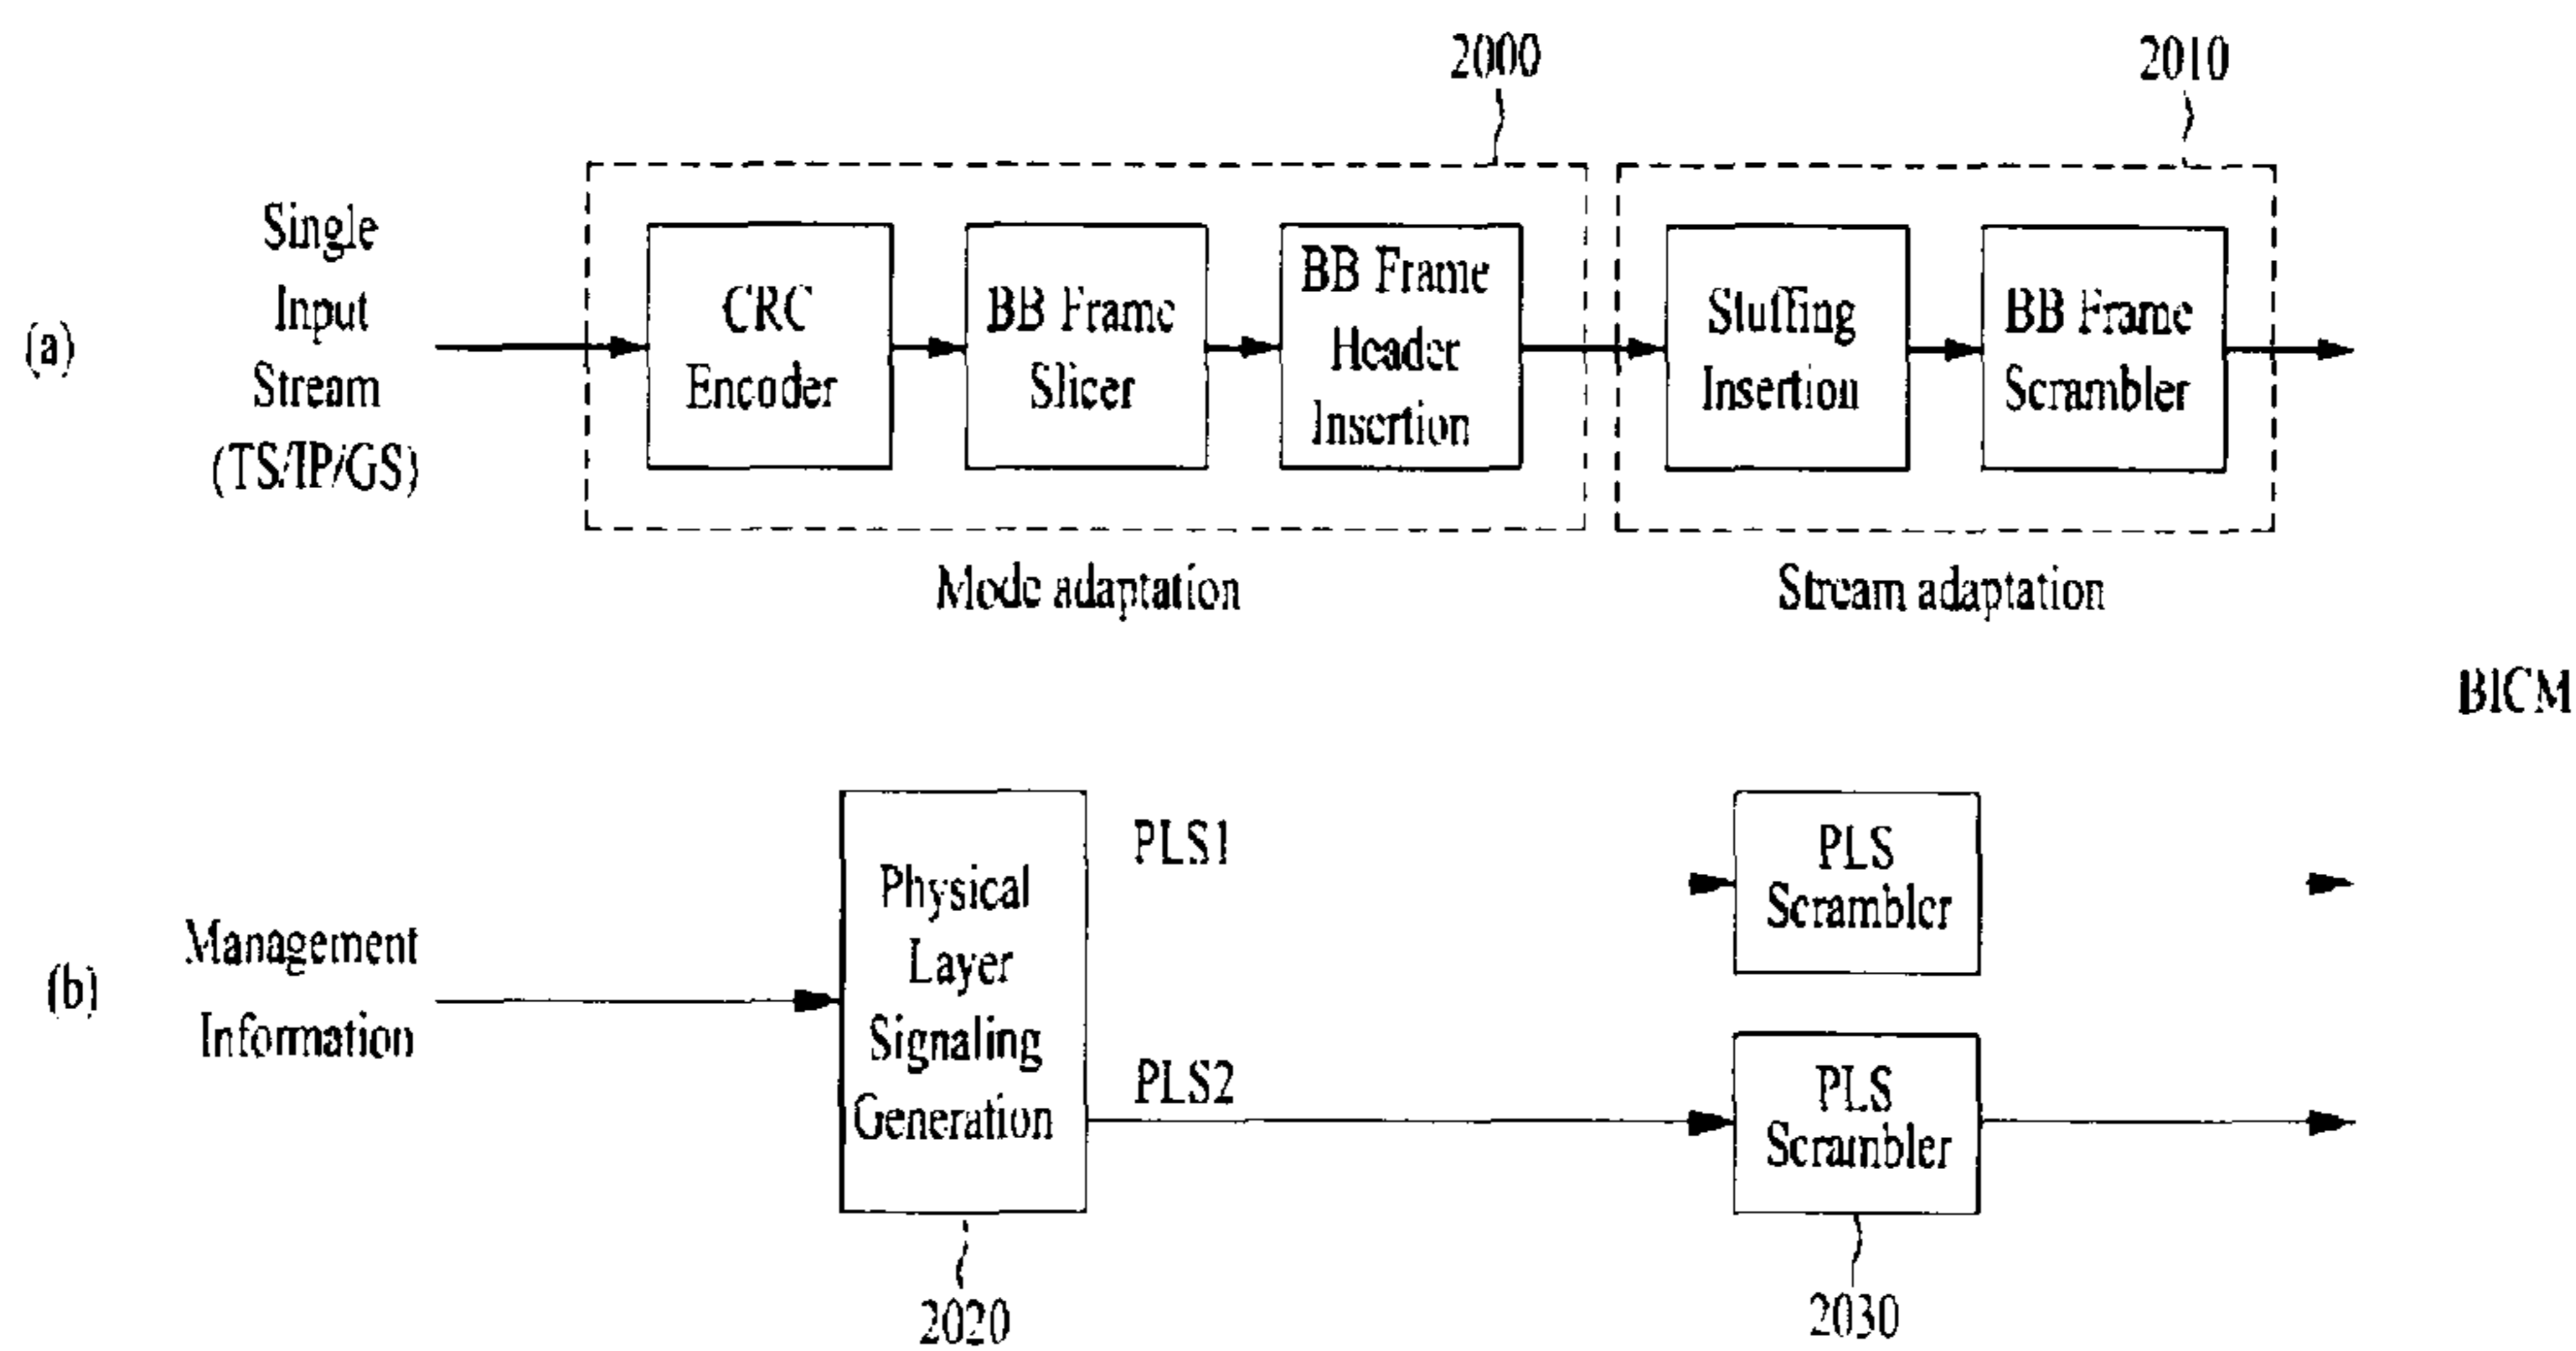 2000
2010
(a)
Single
Input
Stream
(TS/IP/GS)
CRC
Encoder
BB Frame
Slicer
BB Frame
Header
Insertion
Stuffing
Insertion
BB Frame
Scrambler
Mode adaptation
Stream adaptation
BICM
(b)
Management
Information
Physical
Layer
Signaling
Generation
PLS1
PLS2
PLS
Scrambler
PLS
Scrambler
2020
2030